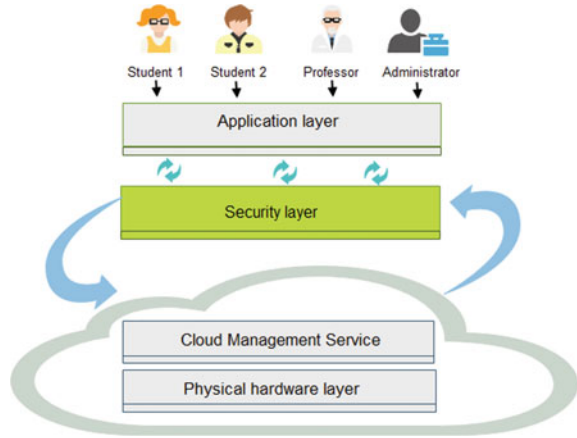 Student 1
Student 2
Professor
Administrator
Application layer
Security layer
Cloud Management Service
Physical hardware layer